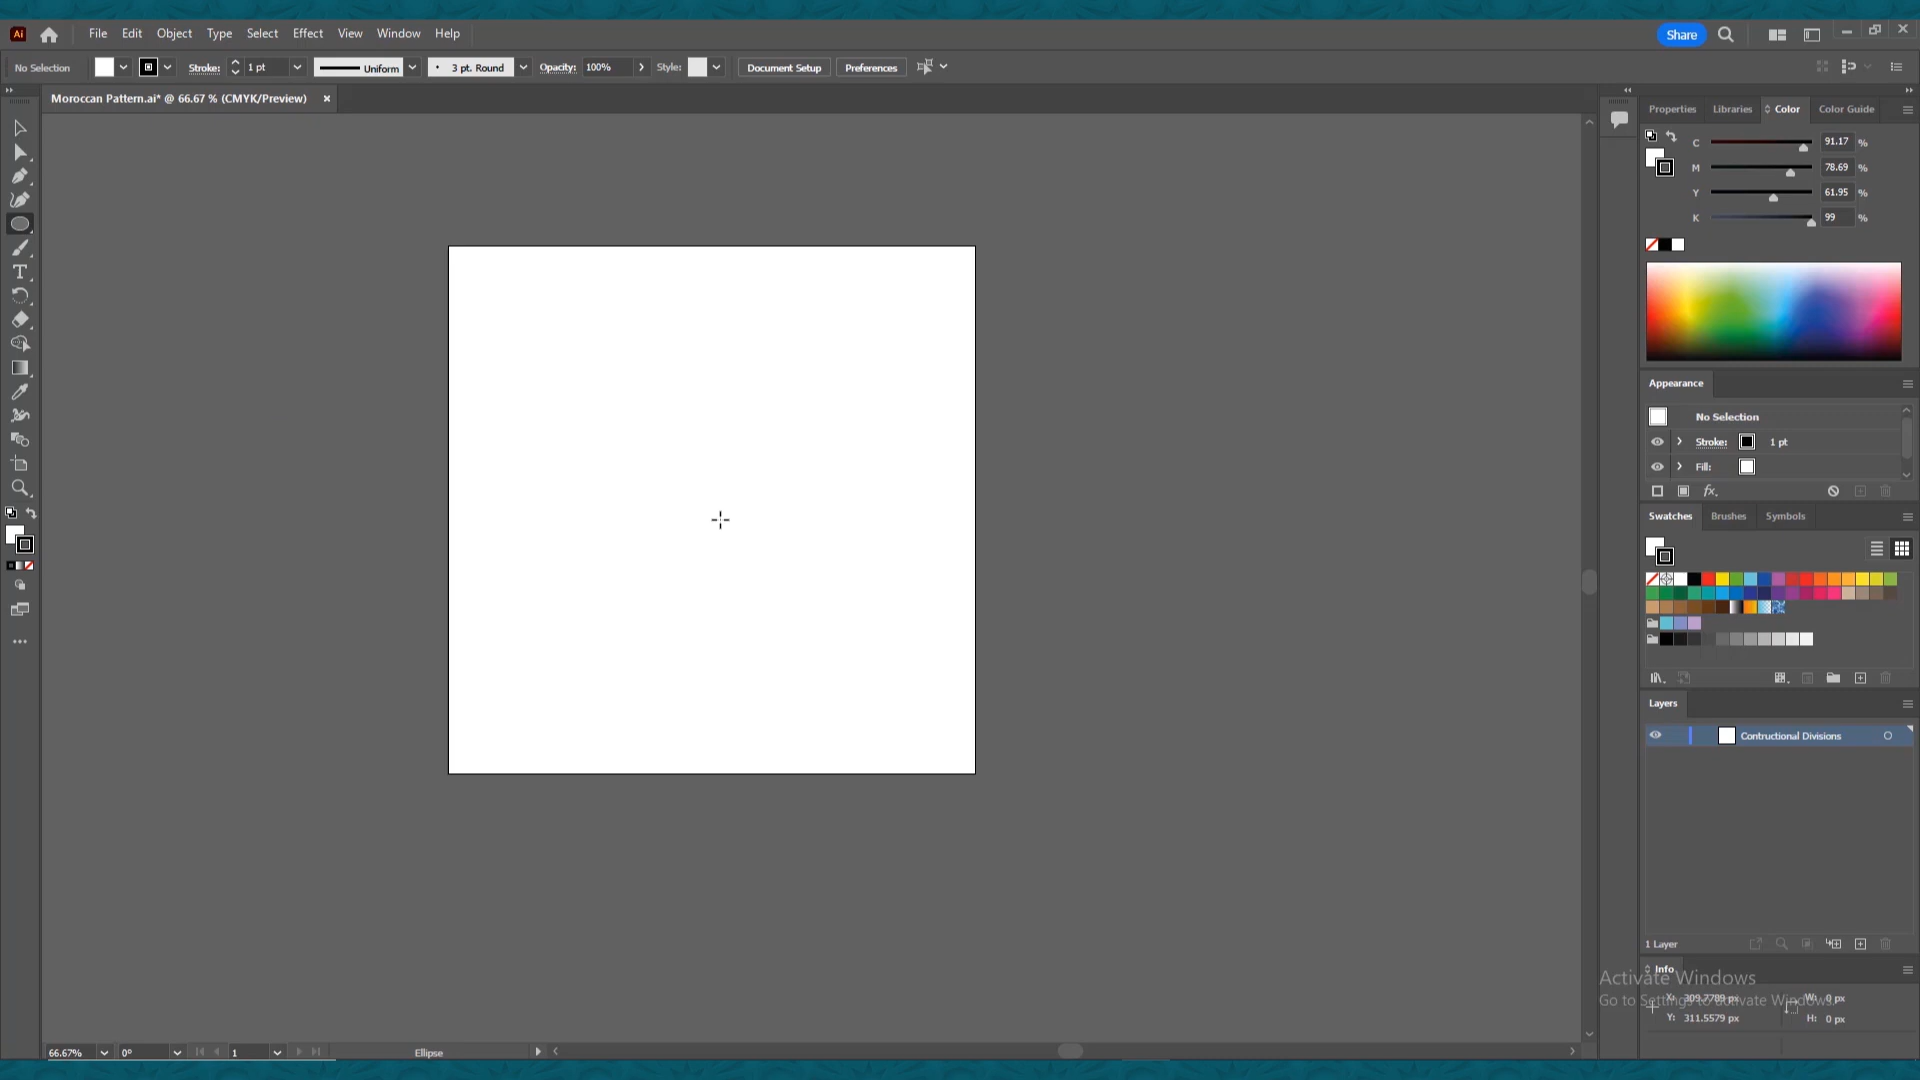 Ai File Edit Object Type Select Effect View Window Help Share
No Selection Stroke: 1 pt Uniform 3 pt. Round Opacity: 100% Style: Document Setup Preferences
Moroccan Pattern.ai* @ 66.67 % (CMYK/Preview) ×
Properties Libraries Color Color Guide
C 91.17 %
M 78.69 %
Y 61.95 %
K 99 %
Appearance
No Selection
Stroke: 1 pt
Fill:
fx.
Swatches Brushes Symbols
Layers
Contructional Divisions
1 Layer
Info
Activate Windows
Go to Settings to activate Windows.
X: 309.7789 px W: 0 px
Y: 311.5579 px H: 0 px
66.67% 0° 1 Ellipse